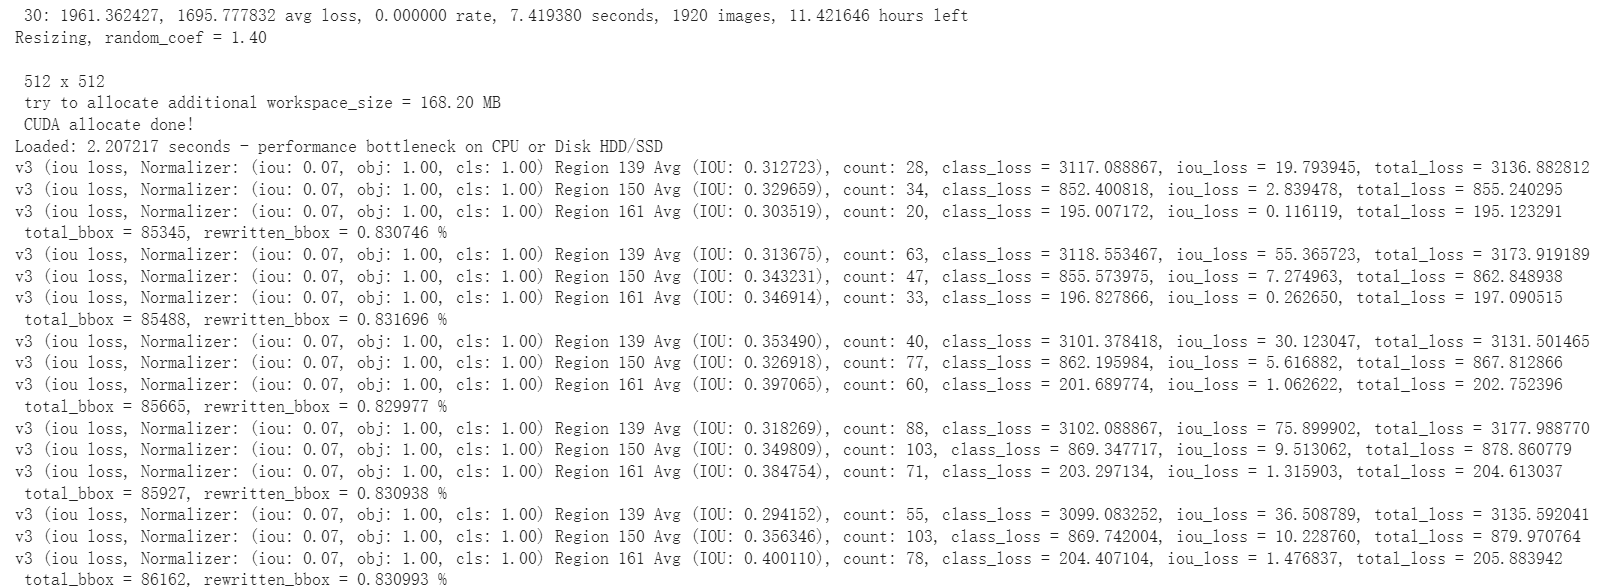 30: 1961.362427, 1695.777832 avg loss, 0.000000 rate, 7.419380 seconds, 1920 images, 11.421646 hours left
Resizing, random_coef = 1.40
512 x 512
try to allocate additional workspace_size = 168.20 MB
CUDA allocate done!
Loaded: 2.207217 seconds - performance bottleneck on CPU or Disk HDD/SSD
v3 (iou loss, Normalizer: (iou: 0.07, obj: 1.00, cls: 1.00) Region 139 Avg (IOU: 0.312723), count: 28, class_loss = 3117.088867, iou_loss = 19.793945, total_loss = 3136.882812
v3 (iou loss, Normalizer: (iou: 0.07, obj: 1.00, cls: 1.00) Region 150 Avg (IOU: 0.329659), count: 34, class_loss = 852.400818, iou_loss = 2.839478, total_loss = 855.240295
v3 (iou loss, Normalizer: (iou: 0.07, obj: 1.00, cls: 1.00) Region 161 Avg (IOU: 0.303519), count: 20, class_loss = 195.007172, iou_loss = 0.116119, total_loss = 195.123291
total_bbox = 85345, rewritten_bbox = 0.830746 %
v3 (iou loss, Normalizer: (iou: 0.07, obj: 1.00, cls: 1.00) Region 139 Avg (IOU: 0.313675), count: 63, class_loss = 3118.553467, iou_loss = 55.365723, total_loss = 3173.919189
v3 (iou loss, Normalizer: (iou: 0.07, obj: 1.00, cls: 1.00) Region 150 Avg (IOU: 0.343231), count: 47, class_loss = 855.573975, iou_loss = 7.274963, total_loss = 862.848938
v3 (iou loss, Normalizer: (iou: 0.07, obj: 1.00, cls: 1.00) Region 161 Avg (IOU: 0.346914), count: 33, class_loss = 196.827866, iou_loss = 0.262650, total_loss = 197.090515
total_bbox = 85488, rewritten_bbox = 0.831696 %
v3 (iou loss, Normalizer: (iou: 0.07, obj: 1.00, cls: 1.00) Region 139 Avg (IOU: 0.353490), count: 40, class_loss = 3101.378418, iou_loss = 30.123047, total_loss = 3131.501465
v3 (iou loss, Normalizer: (iou: 0.07, obj: 1.00, cls: 1.00) Region 150 Avg (IOU: 0.326918), count: 77, class_loss = 862.195984, iou_loss = 5.616882, total_loss = 867.812866
v3 (iou loss, Normalizer: (iou: 0.07, obj: 1.00, cls: 1.00) Region 161 Avg (IOU: 0.397065), count: 60, class_loss = 201.689774, iou_loss = 1.062622, total_loss = 202.752396
total_bbox = 85665, rewritten_bbox = 0.829977 %
v3 (iou loss, Normalizer: (iou: 0.07, obj: 1.00, cls: 1.00) Region 139 Avg (IOU: 0.318269), count: 88, class_loss = 3102.088867, iou_loss = 75.899902, total_loss = 3177.988770
v3 (iou loss, Normalizer: (iou: 0.07, obj: 1.00, cls: 1.00) Region 150 Avg (IOU: 0.349809), count: 103, class_loss = 869.347717, iou_loss = 9.513062, total_loss = 878.860779
v3 (iou loss, Normalizer: (iou: 0.07, obj: 1.00, cls: 1.00) Region 161 Avg (IOU: 0.384754), count: 71, class_loss = 203.297134, iou_loss = 1.315903, total_loss = 204.613037
total_bbox = 85927, rewritten_bbox = 0.830938 %
v3 (iou loss, Normalizer: (iou: 0.07, obj: 1.00, cls: 1.00) Region 139 Avg (IOU: 0.294152), count: 55, class_loss = 3099.083252, iou_loss = 36.508789, total_loss = 3135.592041
v3 (iou loss, Normalizer: (iou: 0.07, obj: 1.00, cls: 1.00) Region 150 Avg (IOU: 0.356346), count: 103, class_loss = 869.742004, iou_loss = 10.228760, total_loss = 879.970764
v3 (iou loss, Normalizer: (iou: 0.07, obj: 1.00, cls: 1.00) Region 161 Avg (IOU: 0.400110), count: 78, class_loss = 204.407104, iou_loss = 1.476837, total_loss = 205.883942
total_bbox = 86162, rewritten_bbox = 0.830993 %